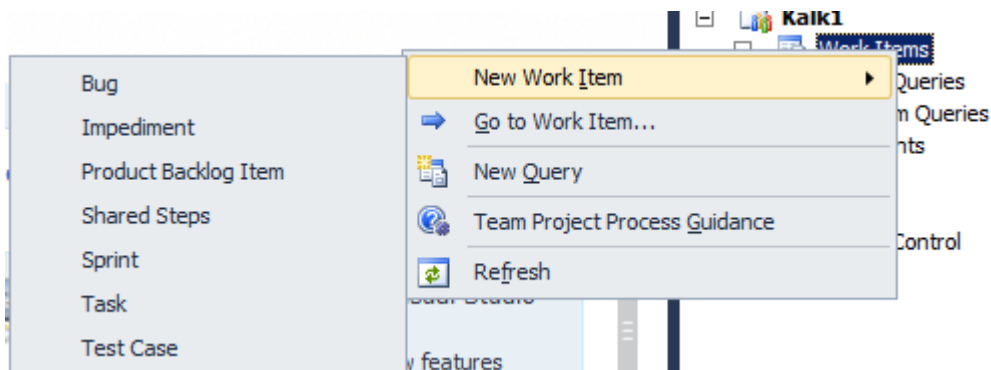 Kalk1
Work Items
Queries
Queries
Control
New Work Item
Go to Work Item...
New Query
Team Project Process Guidance
Refresh
Bug
Impediment
Product Backlog Item
Shared Steps
Sprint
Task
Test Case
features